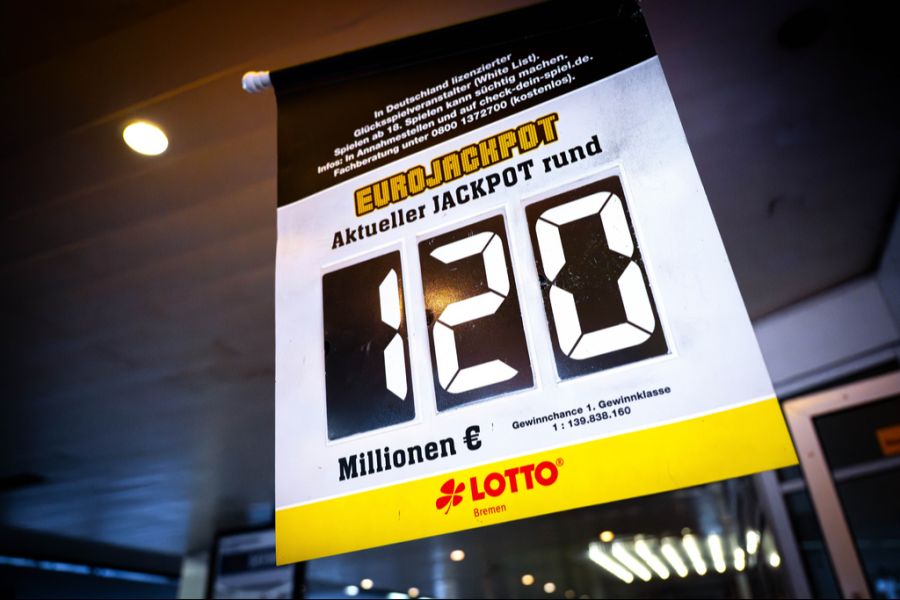 In Deutschland lizenzierter
Glücksspielveranstalter (White List).
Spielen ab 18. Spielen kann süchtig machen.
Infos: In Annahmestellen und auf check-dein-spiel.de.
Fachberatung unter 0800 1372700 (kostenlos).
EUROJACKPOT
Aktueller JACKPOT rund
120
Gewinnchance 1. Gewinnklasse
1 : 139.838.160
Millionen €
LOTTO®
Bremen